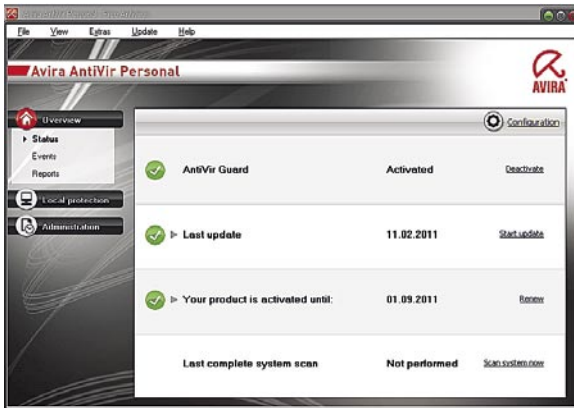 File View Extras Update Help
Avira AntiVir Personal
AVIRA
Overview
Configuration
Status
Events
Reports
AntiVir Guard Activated Deactivate
Local protection
Administration
Last update 11.02.2011 Start update
Your product is activated until: 01.09.2011 Renew
Last complete system scan Not performed Scan system now